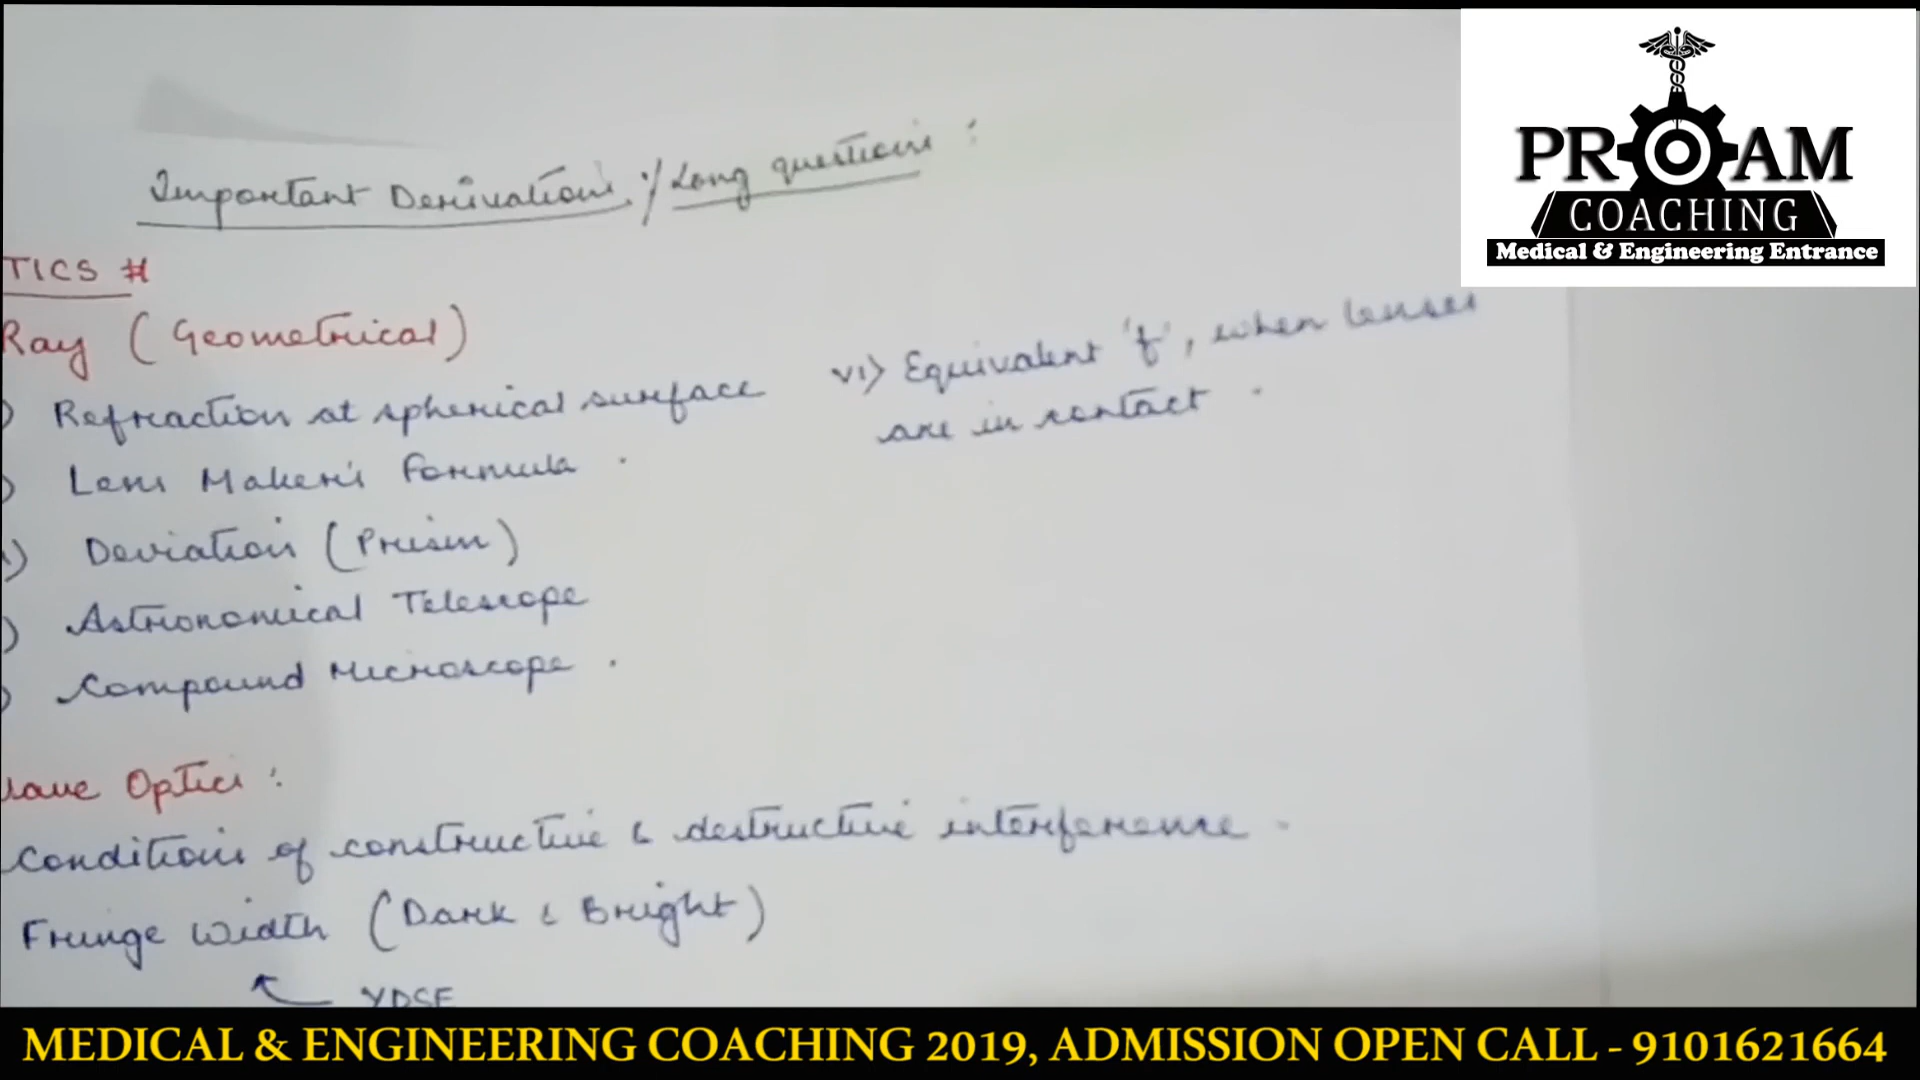 Important Derivations :/ Long questions :
TICS #
Ray (Geometrical)
) Refraction at spherical surface
) Lens Maker's Formula .
) Deviation (Prism)
) Astronomical Telescope
) Compound Microscope .
vi) Equivalent 'f', when lenses
are in contact .
ave Optics :
Conditions of constructive & destructive interference .
Fringe width (Dark & Bright)
YDSE
PROAM
COACHING
Medical & Engineering Entrance
MEDICAL & ENGINEERING COACHING 2019, ADMISSION OPEN CALL - 9101621664